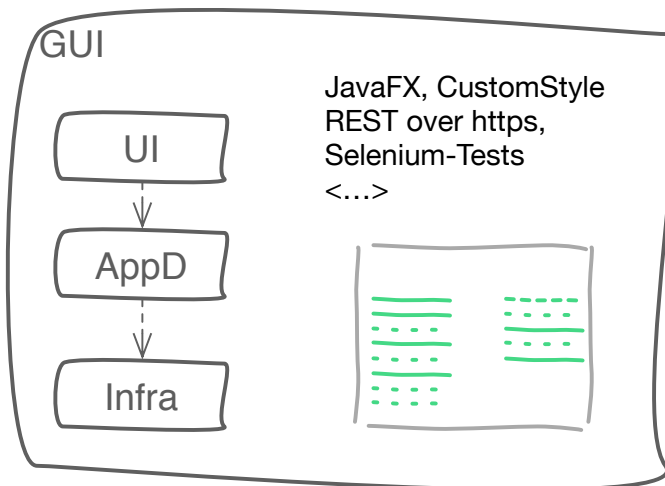 GUI
UI
AppD
Infra
JavaFX, CustomStyle
REST over https,
Selenium-Tests
<…>